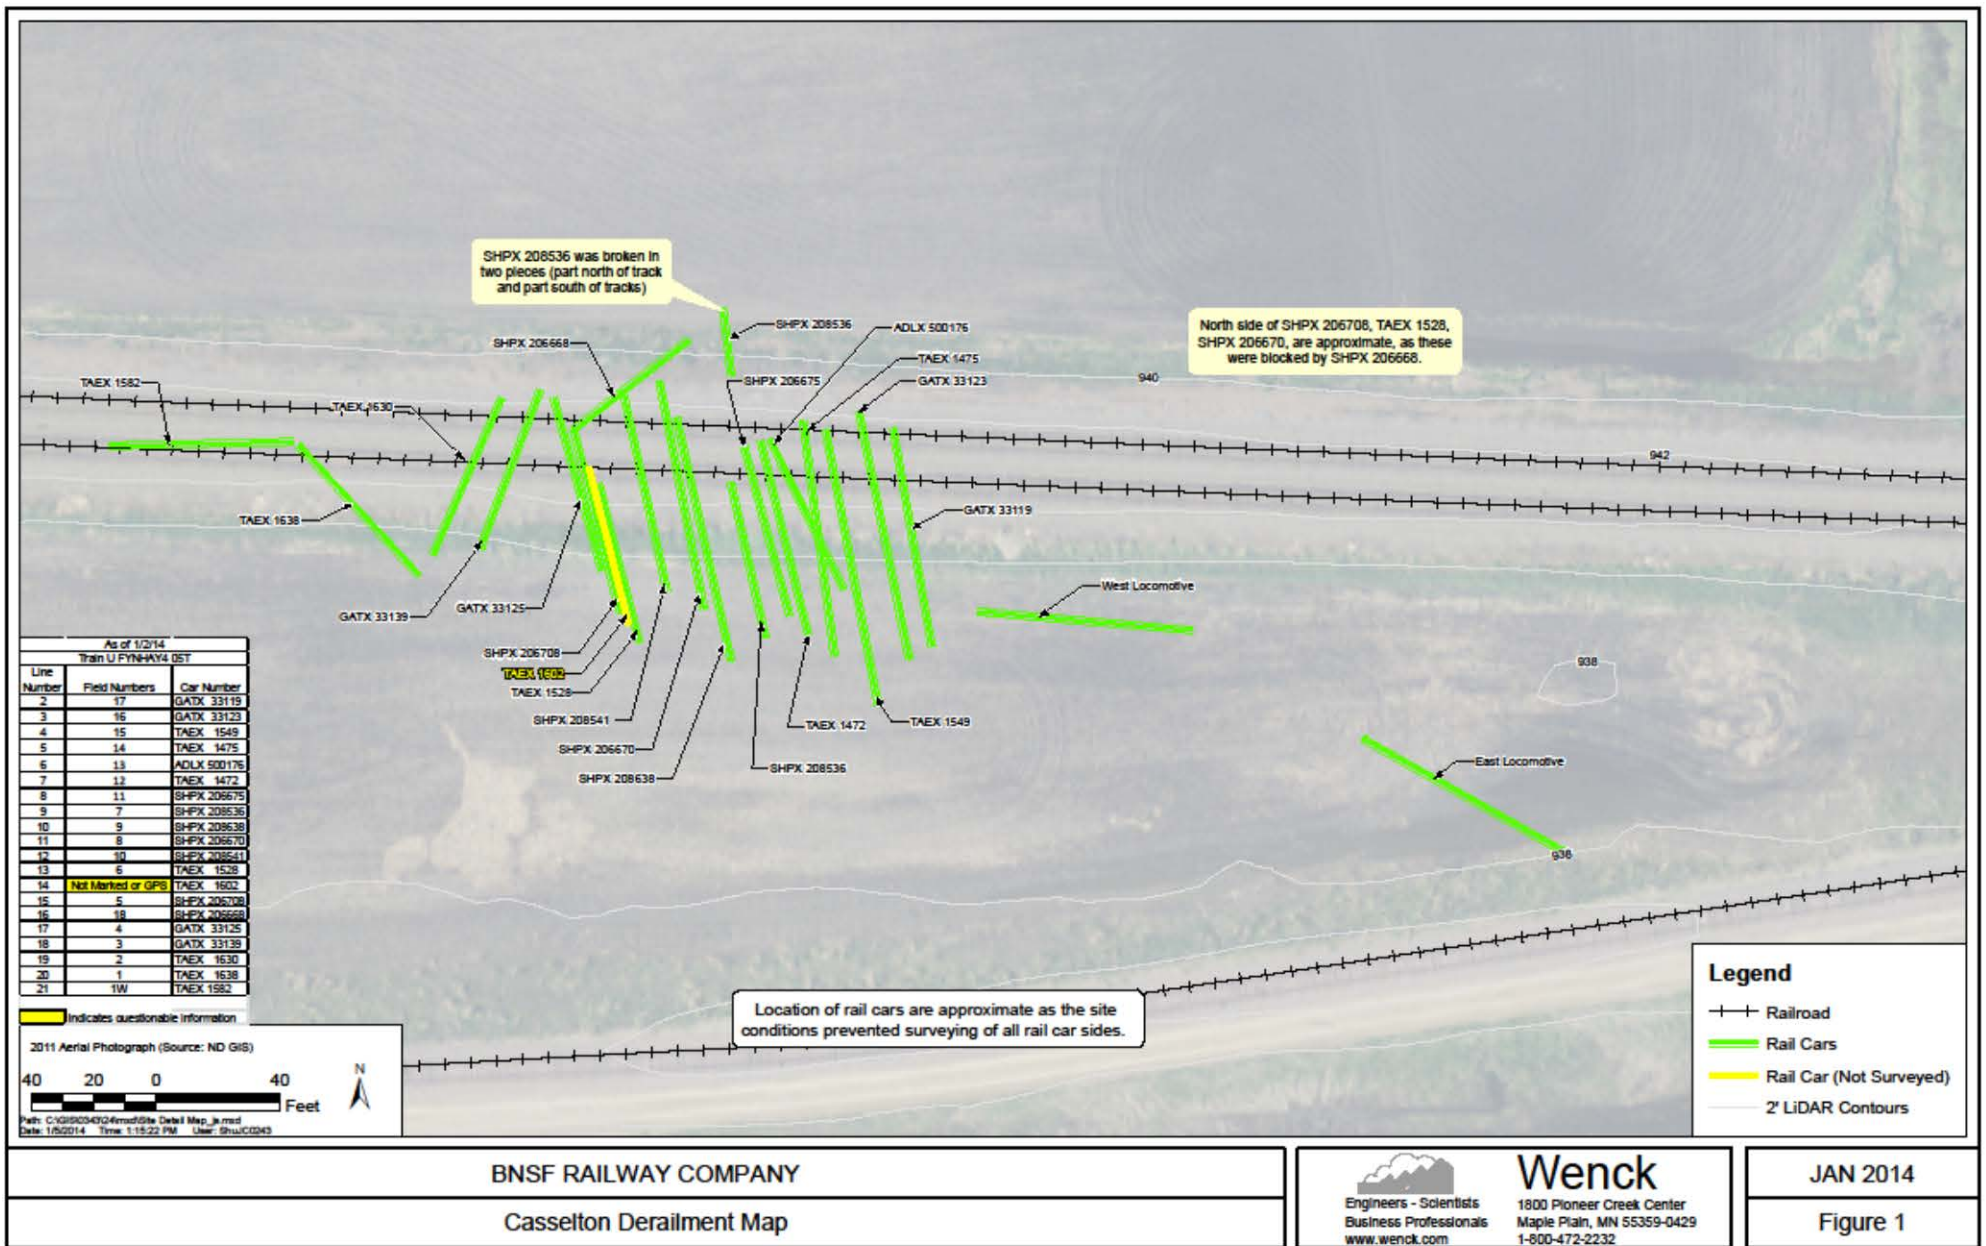 SHPX 208536 was broken in
two pieces (part north of track
and part south of tracks)
SHPX 208536
ADLX 500176
SHPX 206668
TAEX 1475
SHPX 206675
GATX 33123
North side of SHPX 206708, TAEX 1528,
SHPX 206670, are approximate, as these
were blocked by SHPX 206668.
940
TAEX 1582
TAEX 1630
942
TAEX 1638
GATX 33119
West Locomotive
GATX 33139
GATX 33125
SHPX 206708
TAEX 1602
TAEX 1528
SHPX 208541
SHPX 206670
SHPX 208638
TAEX 1472
SHPX 208536
TAEX 1549
938
East Locomotive
938
As of 1/2/14
Train U FYNHAY4 05T
Line Number Field Numbers Car Number
2 17 GATX 33119
3 16 GATX 33123
4 15 TAEX 1549
5 14 TAEX 1475
6 13 ADLX 500176
7 12 TAEX 1472
8 11 SHPX 206675
9 7 SHPX 208536
10 9 SHPX 208638
11 8 SHPX 206670
12 10 SHPX 208541
13 6 TAEX 1528
14 Not Marked or GPS TAEX 1602
15 5 SHPX 206708
16 18 SHPX 206668
17 4 GATX 33125
18 3 GATX 33139
19 2 TAEX 1630
20 1 TAEX 1638
21 1W TAEX 1582
Indicates questionable information
2011 Aerial Photograph (Source: ND GIS)
N
40 20 0 40
Feet
Date: 1/5/2014 Time: 1:15:22 PM User: ShuJC0243
Location of rail cars are approximate as the site
conditions prevented surveying of all rail car sides.
Legend
Railroad
Rail Cars
Rail Car (Not Surveyed)
2' LiDAR Contours
BNSF RAILWAY COMPANY
Casselton Derailment Map
Engineers - Scientists
Business Professionals
www.wenck.com
Wenck
1800 Pioneer Creek Center
Maple Plain, MN 55359-0429
1-800-472-2232
JAN 2014
Figure 1